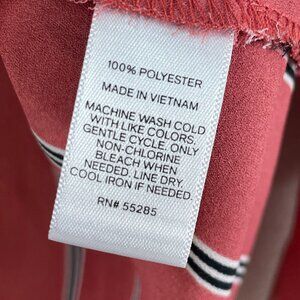 100% POLYESTER
MADE IN VIETNAM
MACHINE WASH COLD
WITH LIKE COLORS,
GENTLE CYCLE. ONLY
NON-CHLORINE
BLEACH WHEN
NEEDED. LINE DRY.
COOL IRON IF NEEDED.
RN# 55285